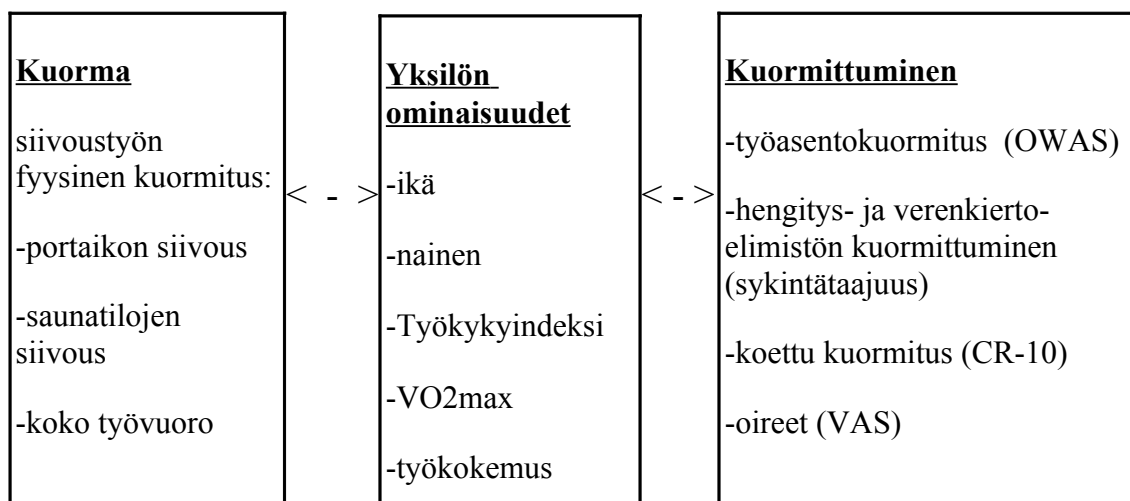 Kuorma
siivoustyön
fyysinen kuormitus:
-portaikon siivous
-saunatilojen
siivous
-koko työvuoro
< - >
Yksilön
ominaisuudet
-ikä
-nainen
-Työkykyindeksi
-VO2max
-työkokemus
< - >
Kuormittuminen
-työasentokuormitus (OWAS)
-hengitys- ja verenkierto-
elimistön kuormittuminen
(sykintätaajuus)
-koettu kuormitus (CR-10)
-oireet (VAS)